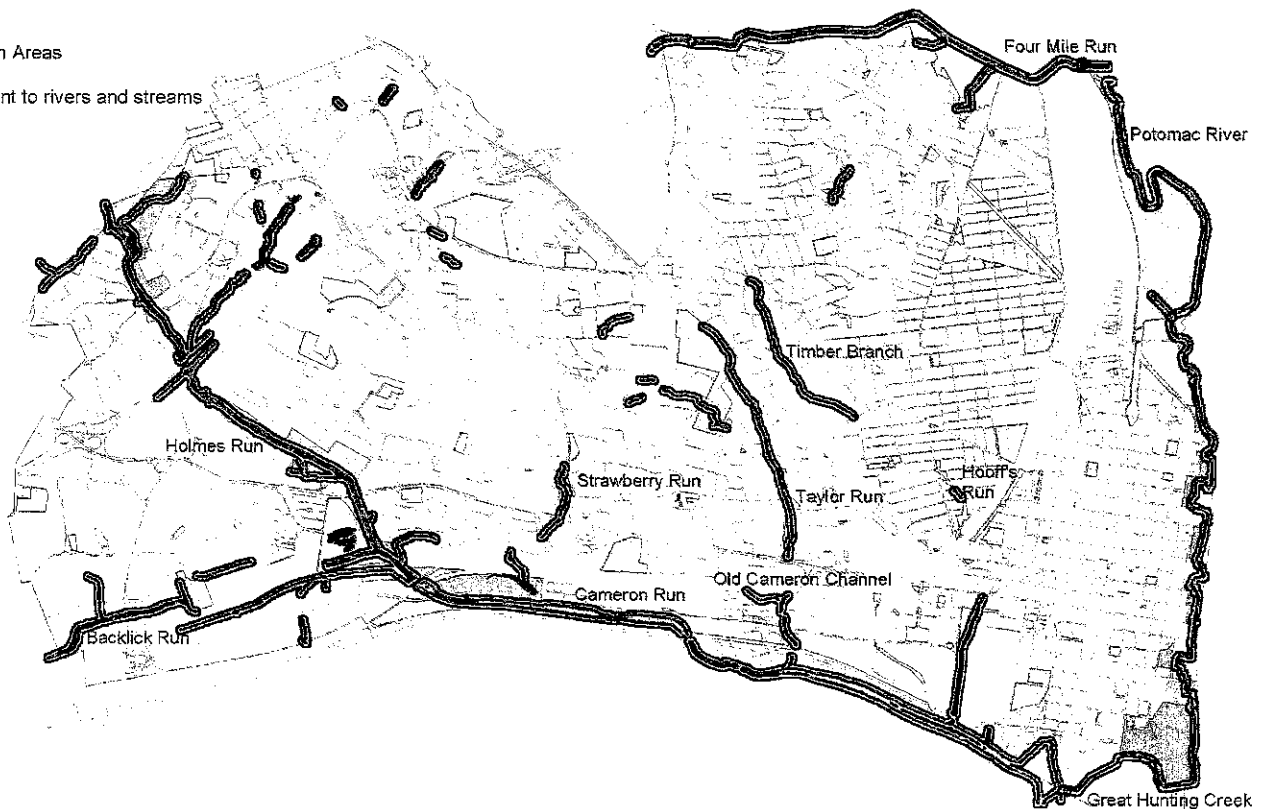 n Areas
nt to rivers and streams
Four Mile Run
Potomac River
Timber Branch
Holmes Run
Strawberry Run
Taylor Run
Hooff's
Run
Old Cameron Channel
Cameron Run
Backlick Run
Great Hunting Creek